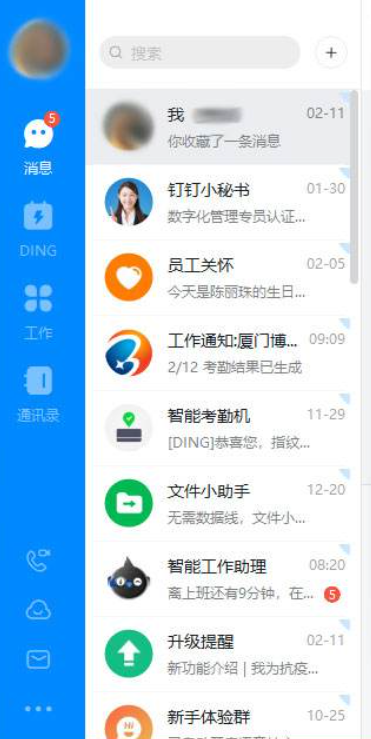 搜索
5
消息
DING
工作
通讯录
我
02-11
你收藏了一条消息
钉钉小秘书
01-30
数字化管理专员认证...
员工关怀
02-05
今天是陈丽珠的生日...
工作通知:厦门博...
09:09
2/12 考勤结果已生成
智能考勤机
11-29
[DING]恭喜您，指纹...
文件小助手
12-20
无需数据线，文件小...
智能工作助理
08:20
离上班还有9分钟，在...
5
升级提醒
02-11
新功能介绍 | 我为抗疫...
新手体验群
10-25